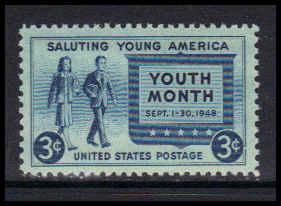 SALUTING YOUNG AMERICA
YOUTH
MONTH
SEPT. 1-30, 1948
3¢ 3¢
UNITED STATES POSTAGE